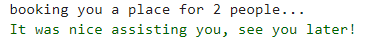 booking you a place for 2 people...
It was nice assisting you, see you later!